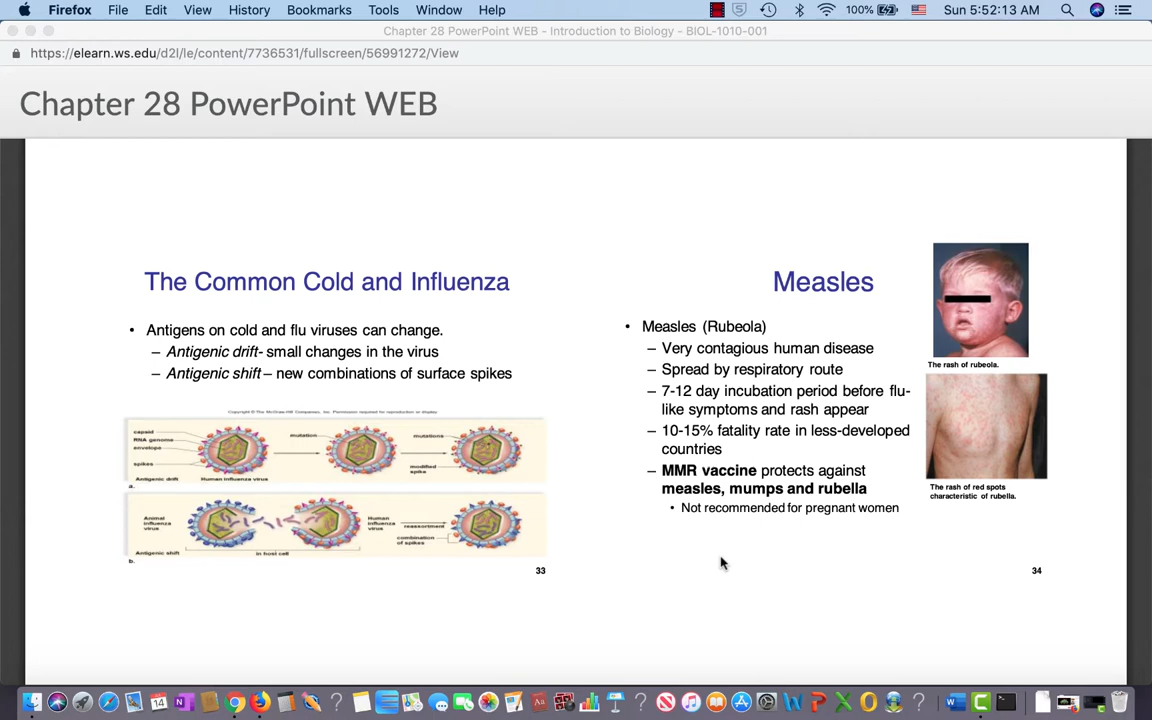 Firefox File Edit View History Bookmarks Tools Window Help 100% Sun 5:52:13 AM
Chapter 28 PowerPoint WEB - Introduction to Biology - BIOL-1010-001
https://elearn.ws.edu/d2l/le/content/7736531/fullscreen/56991272/View
Chapter 28 PowerPoint WEB
The Common Cold and Influenza
• Antigens on cold and flu viruses can change.
– Antigenic drift- small changes in the virus
– Antigenic shift – new combinations of surface spikes
Copyright © The McGraw-Hill Companies, Inc. Permission required for reproduction or display
capsid
RNA genome
envelope
spikes
mutation
mutations
modified
spike
Antigenic drift
Human influenza virus
a.
Animal
influenza
virus
Human
influenza
virus
reassortment
combination
of spikes
Antigenic shift
in host cell
b.
33
Measles
• Measles (Rubeola)
– Very contagious human disease
– Spread by respiratory route
– 7-12 day incubation period before flu-
like symptoms and rash appear
– 10-15% fatality rate in less-developed
countries
– MMR vaccine protects against
measles, mumps and rubella
• Not recommended for pregnant women
The rash of rubeola.
The rash of red spots
characteristic of rubella.
34